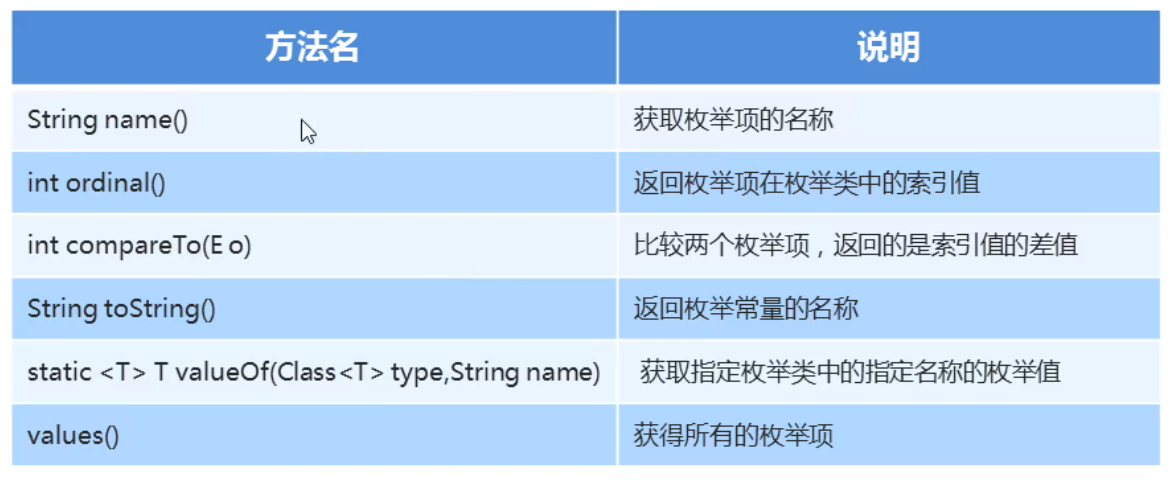 方法名 说明
String name() 获取枚举项的名称
int ordinal() 返回枚举项在枚举类中的索引值
int compareTo(E o) 比较两个枚举项，返回的是索引值的差值
String toString() 返回枚举常量的名称
static <T> T valueOf(Class<T> type,String name) 获取指定枚举类中的指定名称的枚举值
values() 获得所有的枚举项